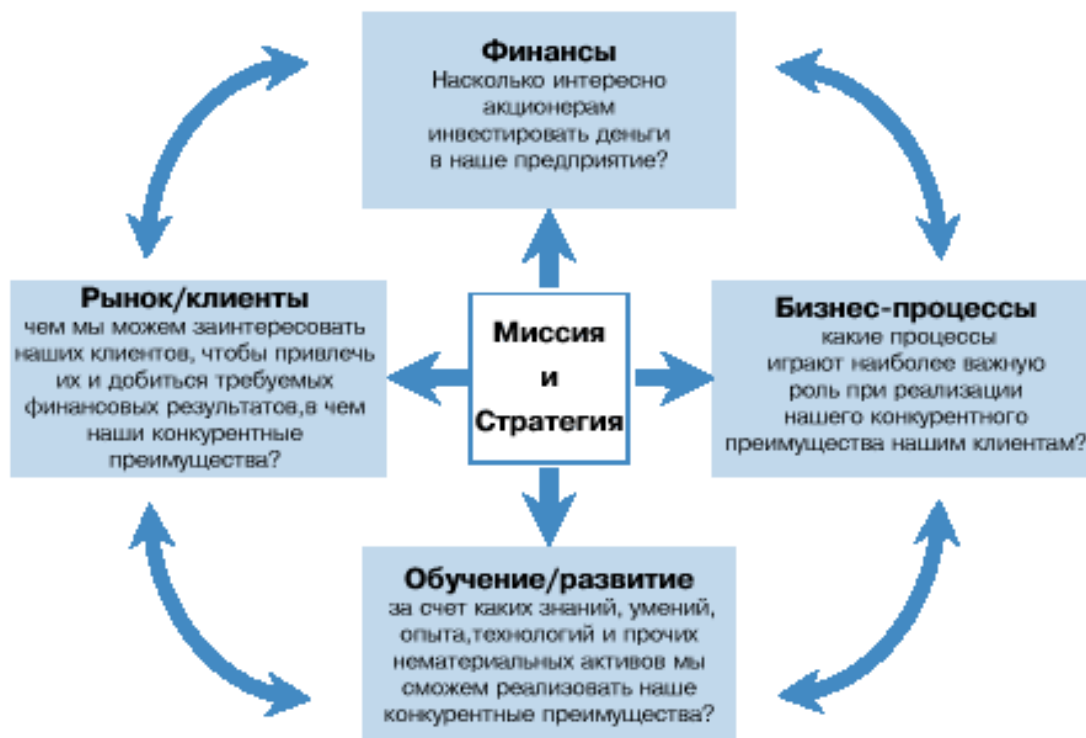 Финансы
Насколько интересно
акционерам
инвестировать деньги
в наше предприятие?
Рынок/клиенты
чем мы можем заинтересовать
наших клиентов, чтобы привлечь
их и добиться требуемых
финансовых результатов,в чем
наши конкурентные
преимущества?
Миссия
и
Стратегия
Бизнес-процессы
какие процессы
играют наиболее важную
роль при реализации
нашего конкурентного
преимущества нашим клиентам?
Обучение/развитие
за счет каких знаний, умений,
опыта,технологий и прочих
нематериальных активов мы
сможем реализовать наше
конкурентные преимущества?